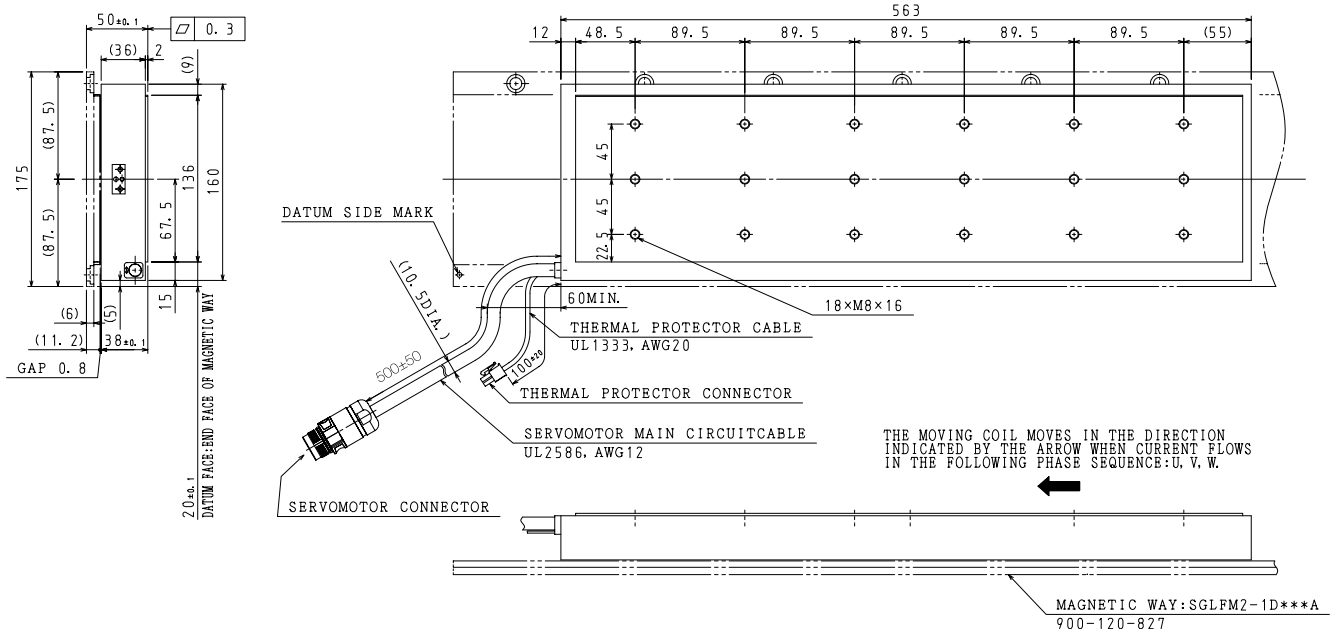 50±0.1
⏥ 0.3
(36)
2
(9)
175
(87.5)
(87.5)
136
160
67.5
15
(6)
(5)
(11.2)
38±0.1
GAP 0.8
20±0.1
DATUM FACE:END FACE OF MAGNETIC WAY
563
12
48.5
89.5
89.5
89.5
89.5
89.5
(55)
45
45
22.5
DATUM SIDE MARK
(10.5DIA.)
60MIN.
18×M8×16
THERMAL PROTECTOR CABLE
UL1333, AWG20
500±50
100±20
THERMAL PROTECTOR CONNECTOR
SERVOMOTOR MAIN CIRCUITCABLE
UL2586, AWG12
SERVOMOTOR CONNECTOR
THE MOVING COIL MOVES IN THE DIRECTION
INDICATED BY THE ARROW WHEN CURRENT FLOWS
IN THE FOLLOWING PHASE SEQUENCE:U, V, W.
MAGNETIC WAY:SGLFM2-1D***A
900-120-827